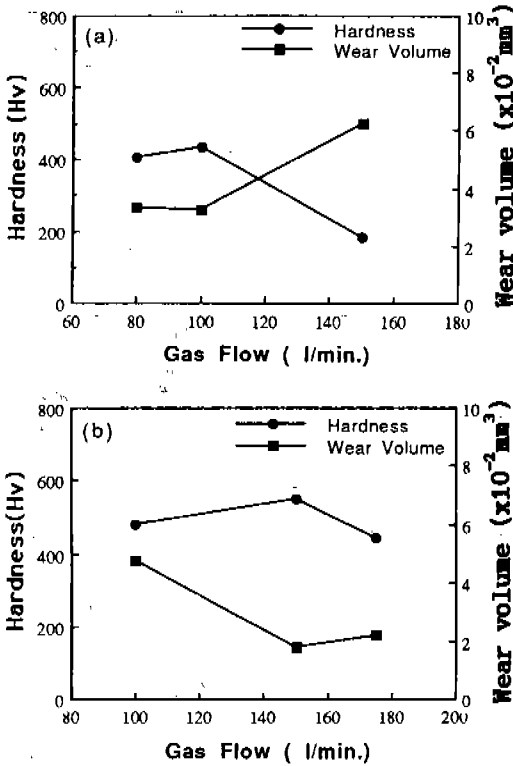 (a)
Hardness
Wear Volume
800
600
400
200
0
10
8
6
4
2
0
60 80 100 120 140 160 180
Hardness (Hv)
Wear volume (x10⁻²mm³)
Gas Flow ( l/min.)
(b)
Hardness
Wear Volume
800
600
400
200
0
10
8
6
4
2
0
80 100 120 140 160 180 200
Hardness(Hv)
Wear volume (x10⁻²mm³)
Gas Flow ( l/min.)